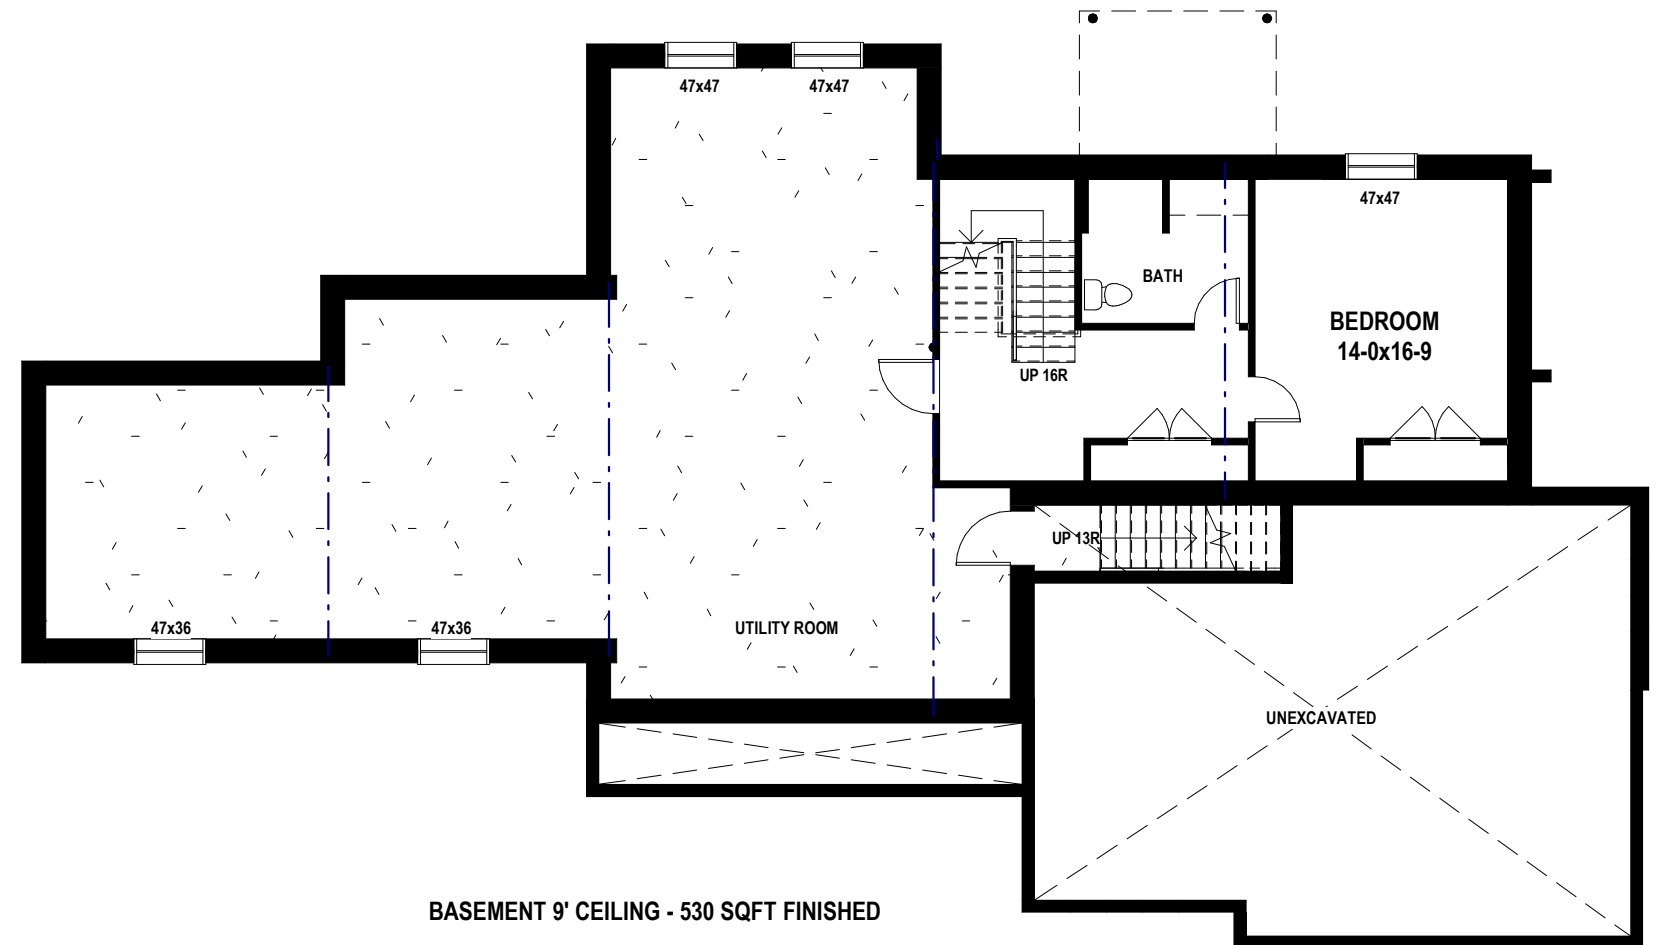 47x47
47x47
47x47
BATH
BEDROOM
14-0x16-9
UP 16R
UP 13R
47x36
47x36
UTILITY ROOM
UNEXCAVATED
BASEMENT 9' CEILING - 530 SQFT FINISHED